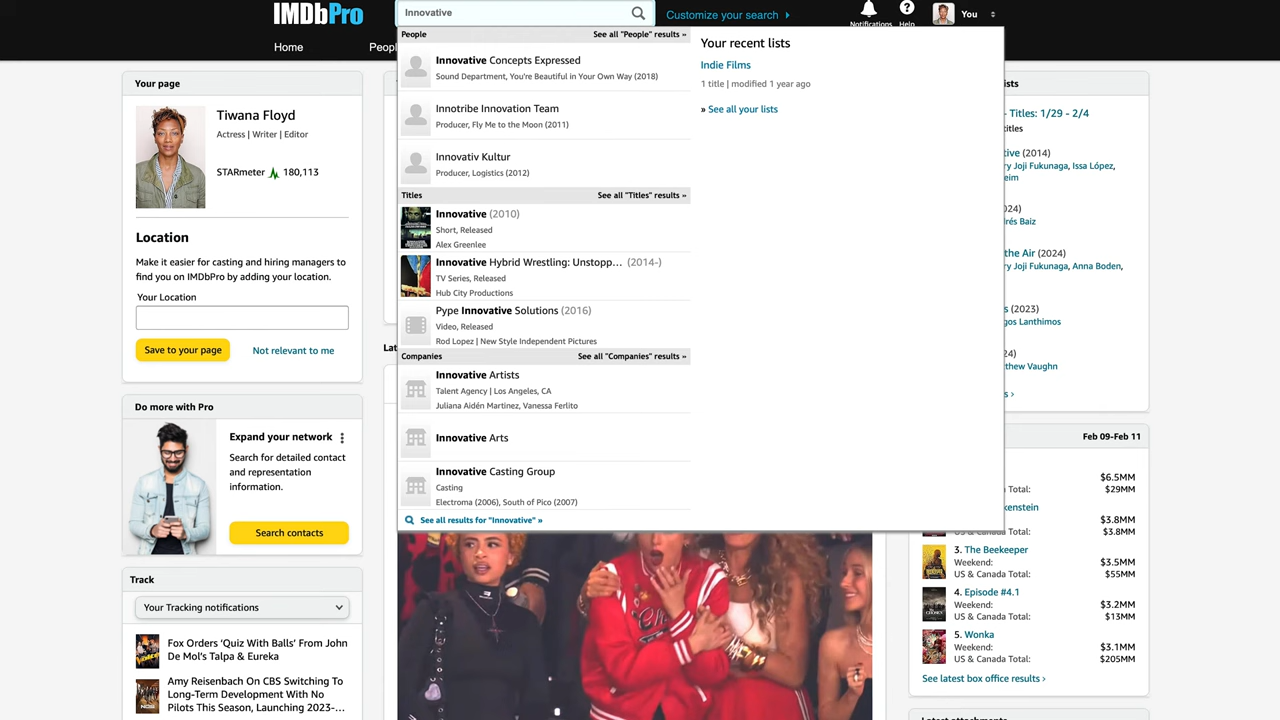 IMDbPro
Innovative
Customize your search
Notifications
Help
You
Home
Peopl
Your page
Tiwana Floyd
Actress | Writer | Editor
STARmeter 180,113
Location
Make it easier for casting and hiring managers to
find you on IMDbPro by adding your location.
Your Location
Save to your page
Not relevant to me
Do more with Pro
Expand your network
Search for detailed contact
and representation
information.
Search contacts
Track
Your Tracking notifications
Fox Orders 'Quiz With Balls' From John
De Mol's Talpa & Eureka
Amy Reisenbach On CBS Switching To
Long-Term Development With No
Pilots This Season, Launching 2023-...
People
See all "People" results »
Innovative Concepts Expressed
Sound Department, You're Beautiful in Your Own Way (2018)
Innotribe Innovation Team
Producer, Fly Me to the Moon (2011)
Innovativ Kultur
Producer, Logistics (2012)
Titles
See all "Titles" results »
Innovative (2010)
Short, Released
Alex Greenlee
Innovative Hybrid Wrestling: Unstopp... (2014-)
TV Series, Released
Hub City Productions
Pype Innovative Solutions (2016)
Video, Released
Rod Lopez | New Style Independent Pictures
Companies
See all "Companies" results »
Innovative Artists
Talent Agency | Los Angeles, CA
Juliana Aidén Martinez, Vanessa Ferlito
Innovative Arts
Innovative Casting Group
Casting
Electroma (2006), South of Pico (2007)
See all results for "Innovative" »
Your recent lists
Indie Films
1 title | modified 1 year ago
» See all your lists
Lat
ists
- Titles: 1/29 - 2/4
titles
tive (2014)
ry Joji Fukunaga, Issa López,
eim
024)
drés Baiz
the Air (2024)
ry Joji Fukunaga, Anna Boden,
s (2023)
gos Lanthimos
24)
tthew Vaughn
s ›
Feb 09-Feb 11
$6.5MM
da Total: $29MM
kenstein
$3.8MM
US & Canada Total: $3.8MM
3. The Beekeeper
Weekend: $3.5MM
US & Canada Total: $55MM
4. Episode #4.1
Weekend: $3.2MM
US & Canada Total: $13MM
5. Wonka
Weekend: $3.1MM
US & Canada Total: $205MM
See latest box office results ›